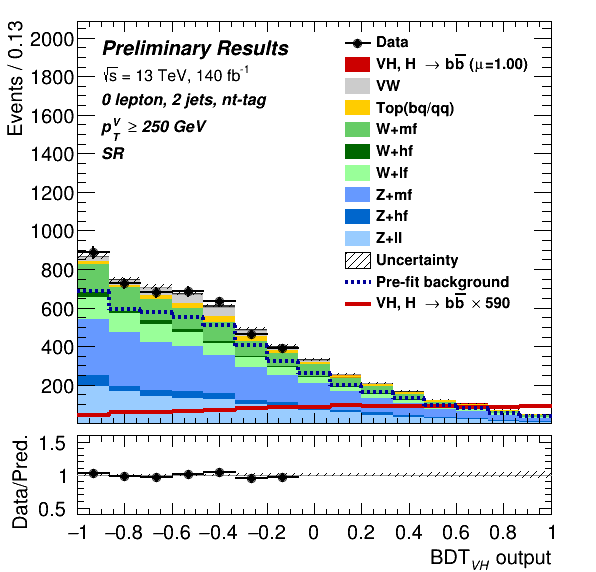 Events / 0.13
2000
1800
1600
1400
1200
1000
800
600
400
200
Preliminary Results
√s = 13 TeV, 140 fb⁻¹
0 lepton, 2 jets, nt-tag
p_T^V ≥ 250 GeV
SR
Data
VH, H → bb̅ (μ=1.00)
VW
Top(bq/qq)
W+mf
W+hf
W+lf
Z+mf
Z+hf
Z+ll
Uncertainty
Pre-fit background
VH, H → bb̅ × 590
Data/Pred.
1.5
1
0.5
−1 −0.8 −0.6 −0.4 −0.2 0 0.2 0.4 0.6 0.8 1
BDT_VH output